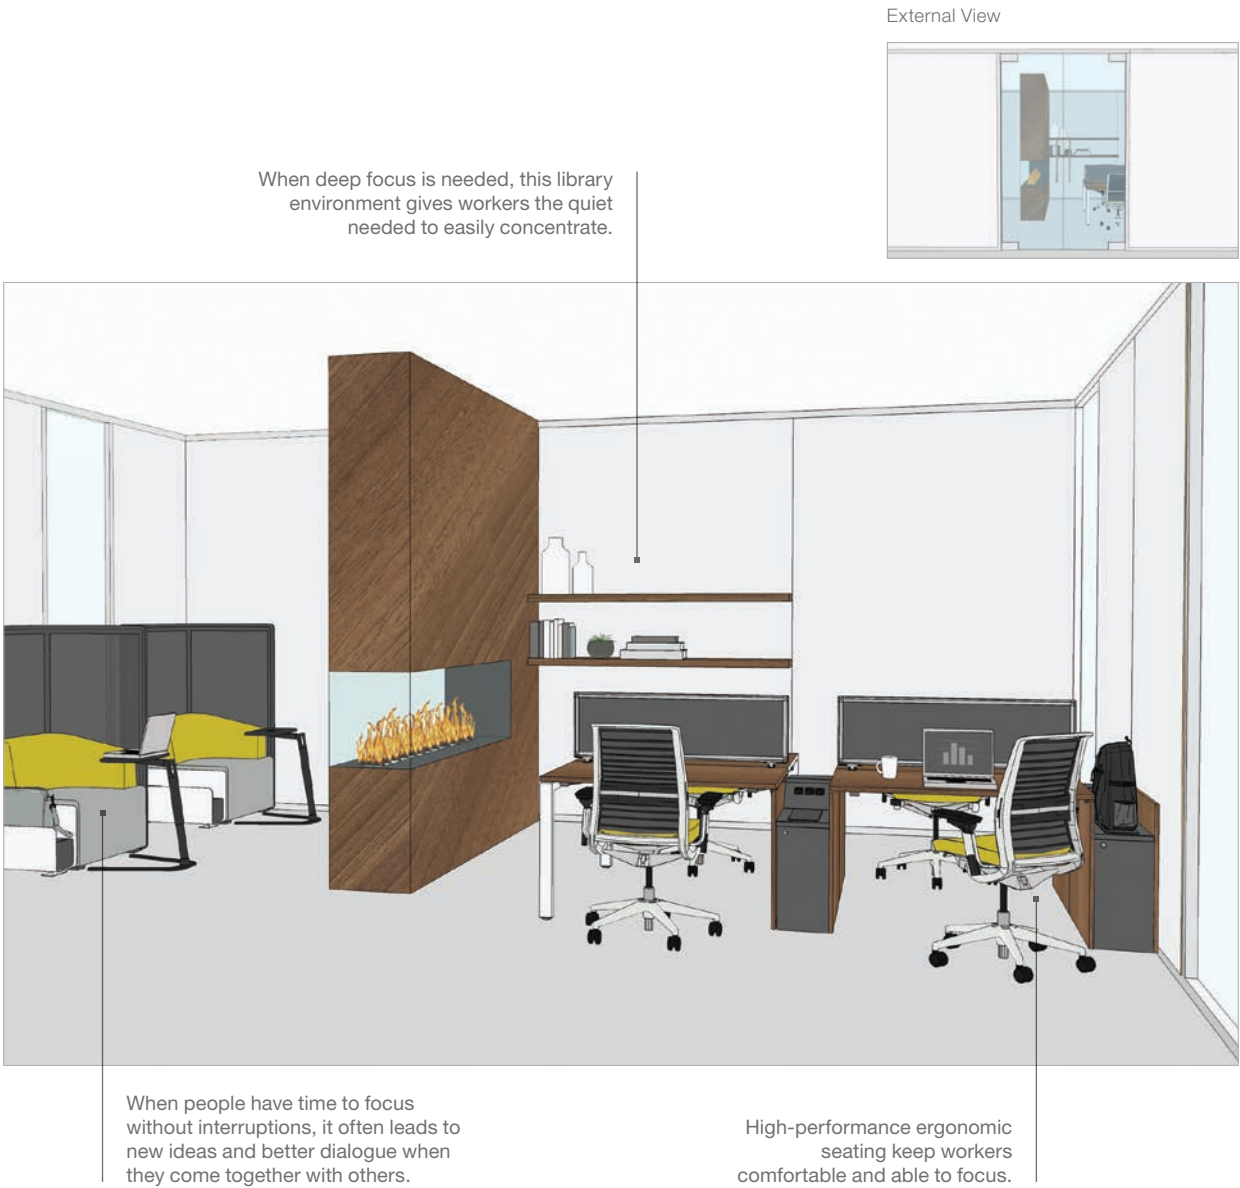 External View
When deep focus is needed, this library
environment gives workers the quiet
needed to easily concentrate.
When people have time to focus
without interruptions, it often leads to
new ideas and better dialogue when
they come together with others.
High-performance ergonomic
seating keep workers
comfortable and able to focus.